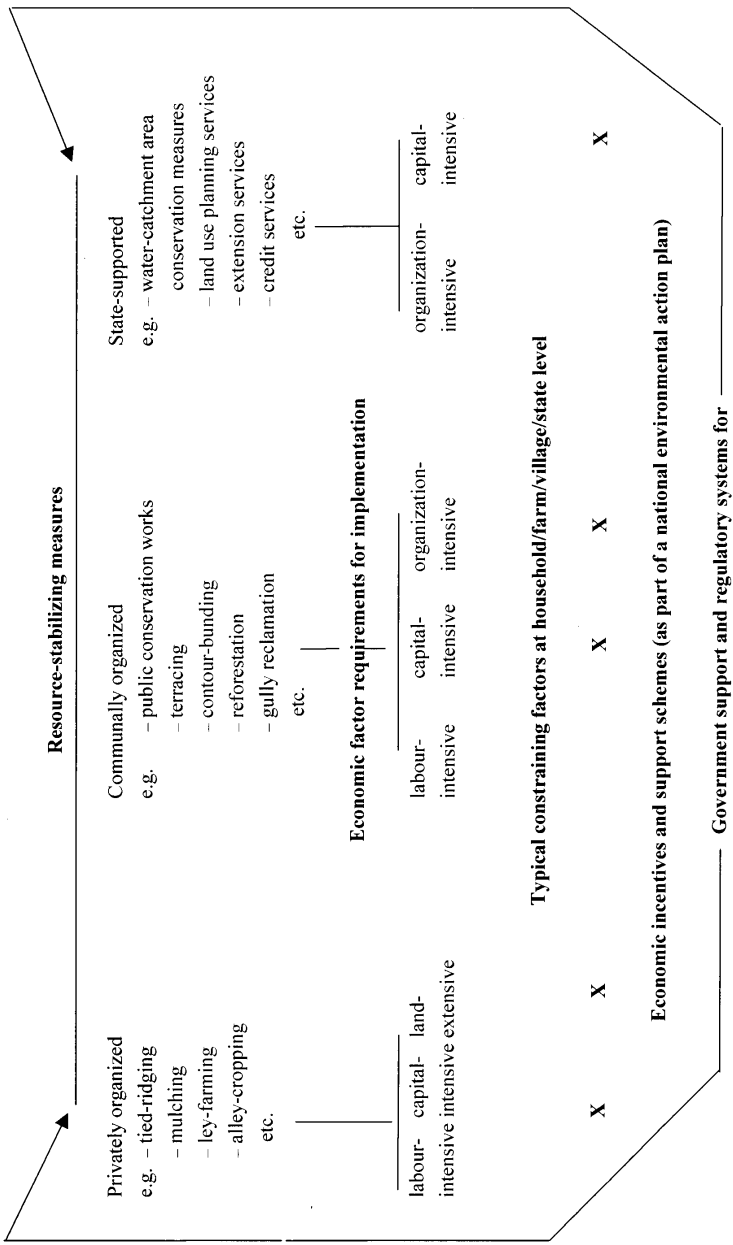 Resource-stabilizing measures
Privately organized
e.g. – tied-ridging
– mulching
– ley-farming
– alley-cropping
etc.
Communally organized
e.g. – public conservation works
– terracing
– contour-bunding
– reforestation
– gully reclamation
etc.
State-supported
e.g. – water-catchment area
conservation measures
– land use planning services
– extension services
– credit services
etc.
Economic factor requirements for implementation
labour- capital- land-
intensive intensive extensive
labour- capital- organization-
intensive intensive intensive
organization- capital-
intensive intensive
Typical constraining factors at household/farm/village/state level
X X X X X
Economic incentives and support schemes (as part of a national environmental action plan)
Government support and regulatory systems for